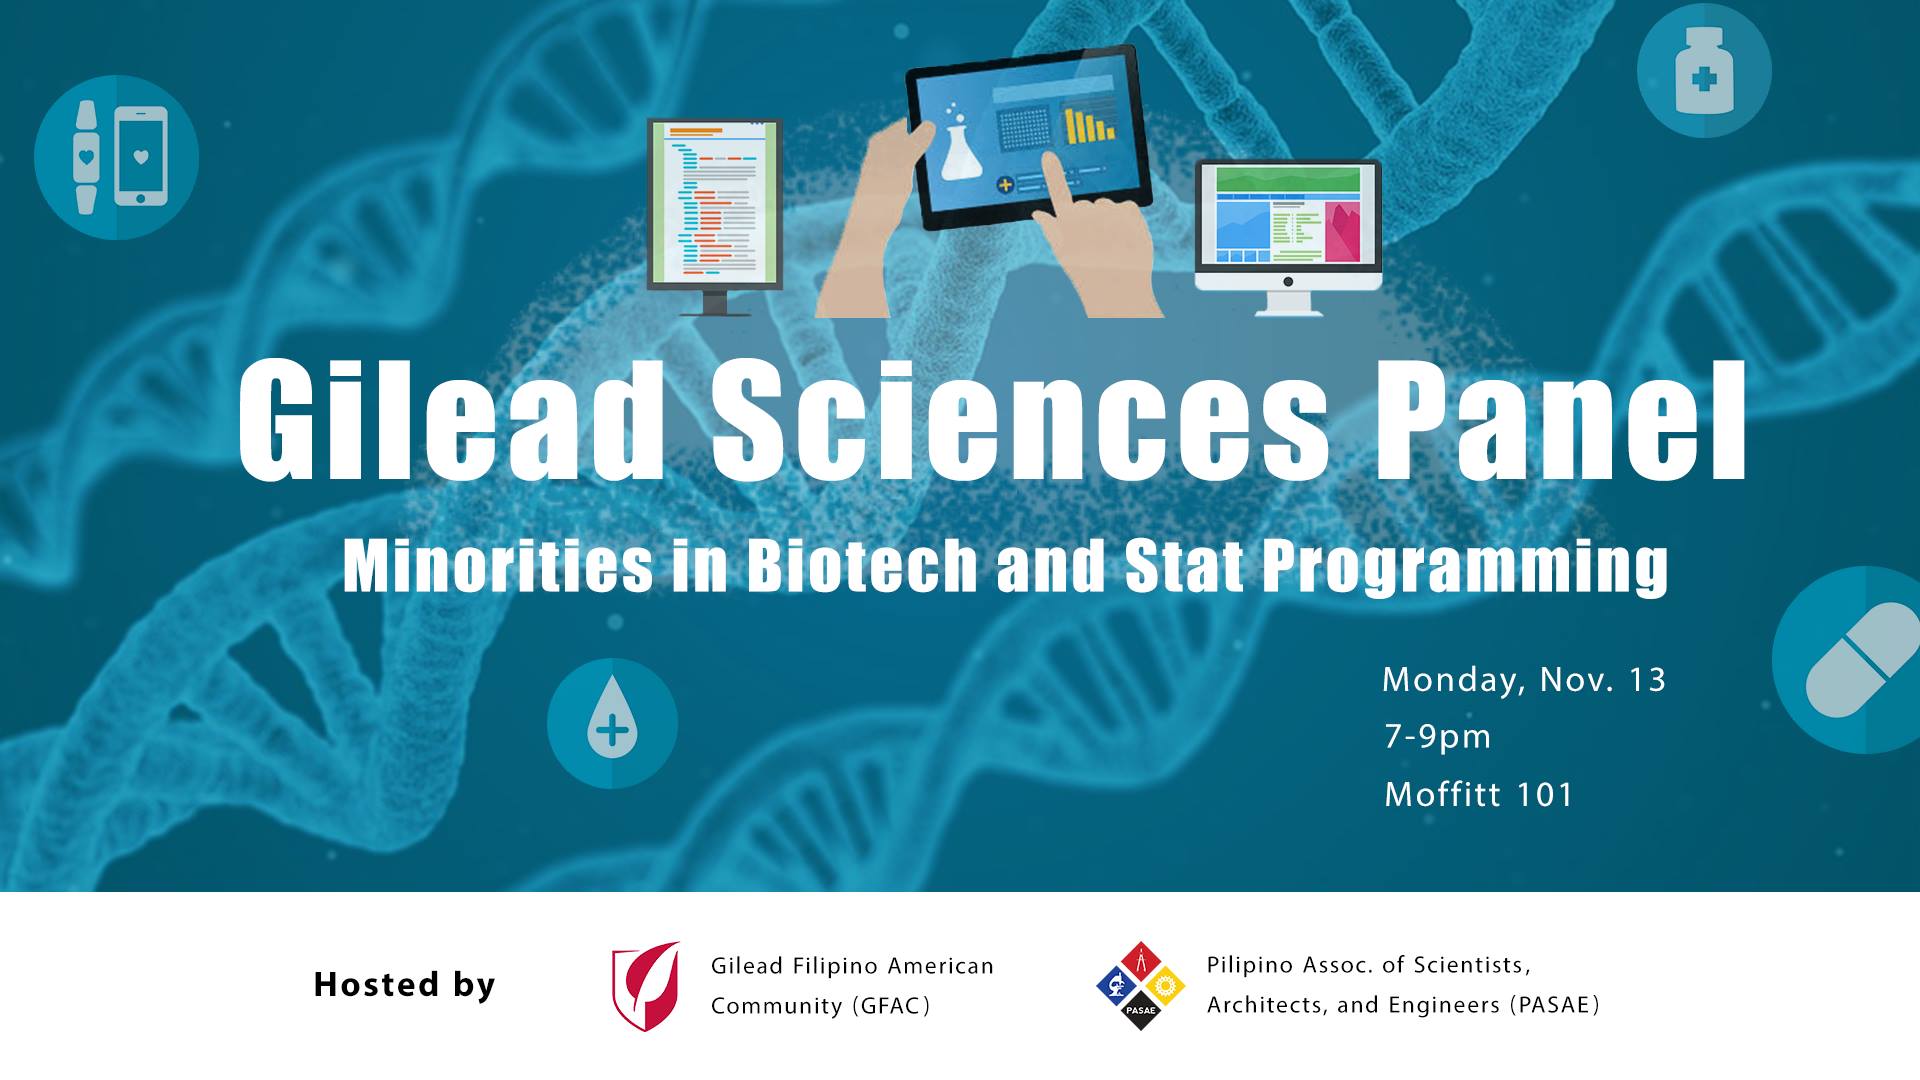 Gilead Sciences Panel
Minorities in Biotech and Stat Programming
Monday, Nov. 13
7-9pm
Moffitt 101
Hosted by
Gilead Filipino American
Community (GFAC)
PASAE
Pilipino Assoc. of Scientists,
Architects, and Engineers (PASAE)